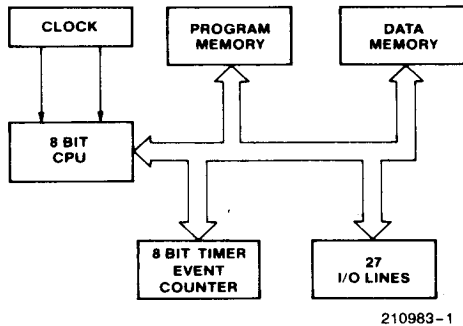 CLOCK
PROGRAM
MEMORY
DATA
MEMORY
8 BIT
CPU
8 BIT TIMER
EVENT
COUNTER
27
I/O LINES
210983-1